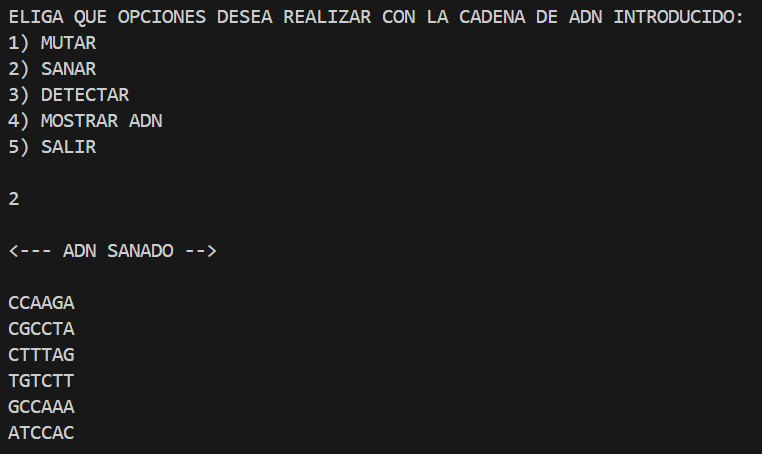 ELIGA QUE OPCIONES DESEA REALIZAR CON LA CADENA DE ADN INTRODUCIDO:
1) MUTAR
2) SANAR
3) DETECTAR
4) MOSTRAR ADN
5) SALIR
2
<--- ADN SANADO -->
CCAAGA
CGCCTA
CTTTAG
TGTCTT
GCCAAA
ATCCAC